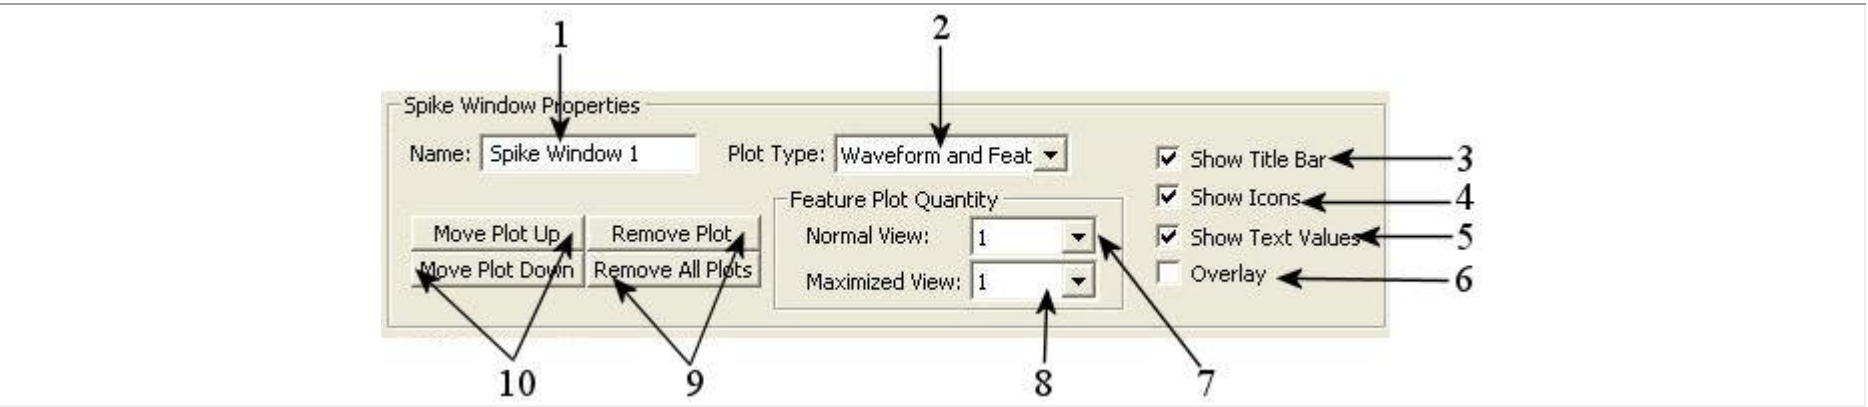 1
2
Spike Window Properties
Name: Spike Window 1
Plot Type: Waveform and Feat
Show Title Bar
3
Show Icons
4
Show Text Values
5
Overlay
6
Feature Plot Quantity
Normal View: 1
Maximized View: 1
Move Plot Up
Remove Plot
Move Plot Down
Remove All Plots
10
9
8
7